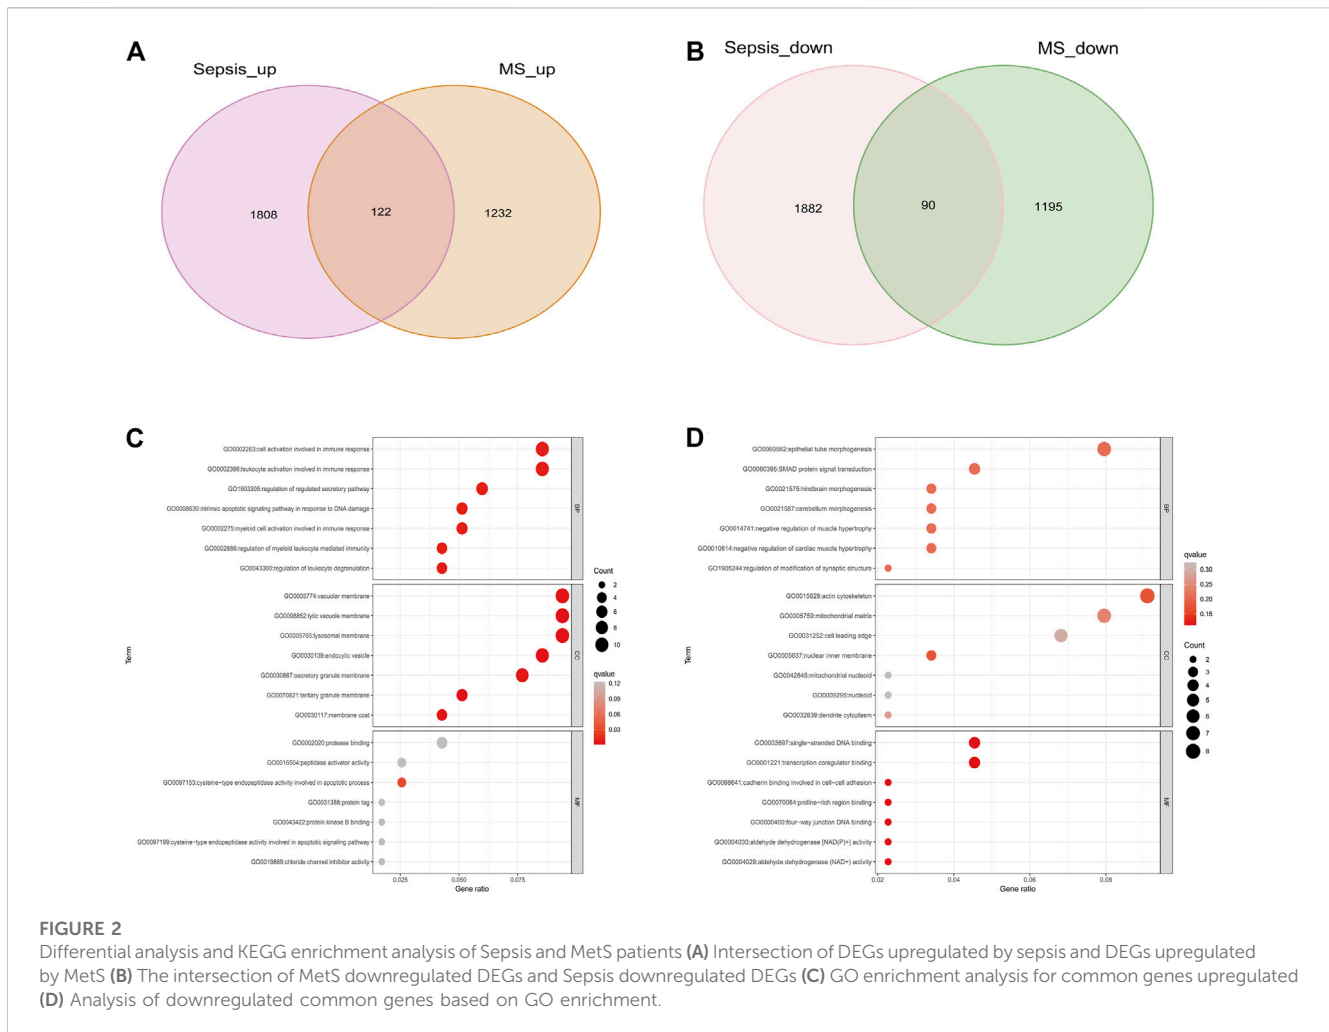 A
B
Sepsis_up
MS_up
Sepsis_down
MS_down
1808
122
1232
1882
90
1195
C
GO0002263:cell activation involved in immune response
GO0002366:leukocyte activation involved in immune response
GO1903305:regulation of regulated secretory pathway
GO0008630:intrinsic apoptotic signaling pathway in response to DNA damage
GO0002275:myeloid cell activation involved in immune response
GO0002886:regulation of myeloid leukocyte mediated immunity
GO0043300:regulation of leukocyte degranulation
BP
GO0005774:vacuolar membrane
GO0098852:lytic vacuole membrane
GO0005765:lysosomal membrane
GO0030139:endocytic vesicle
GO0030667:secretory granule membrane
GO0070821:tertiary granule membrane
GO0030117:membrane coat
CC
GO0002020:protease binding
GO0016504:peptidase activator activity
GO0097153:cysteine−type endopeptidase activity involved in apoptotic process
GO0031386:protein tag
GO0043422:protein kinase B binding
GO0097199:cysteine−type endopeptidase activity involved in apoptotic signaling pathway
GO0019869:chloride channel inhibitor activity
MF
Term
0.025
0.050
0.075
Gene ratio
Count
2
4
6
8
10
qvalue
0.12
0.09
0.06
0.03
D
GO0060562:epithelial tube morphogenesis
GO0060395:SMAD protein signal transduction
GO0021575:hindbrain morphogenesis
GO0021587:cerebellum morphogenesis
GO0014741:negative regulation of muscle hypertrophy
GO0010614:negative regulation of cardiac muscle hypertrophy
GO1905244:regulation of modification of synaptic structure
BP
GO0015629:actin cytoskeleton
GO0005759:mitochondrial matrix
GO0031252:cell leading edge
GO0005637:nuclear inner membrane
GO0042645:mitochondrial nucleoid
GO0009295:nucleoid
GO0032839:dendrite cytoplasm
CC
GO0003697:single−stranded DNA binding
GO0001221:transcription coregulator binding
GO0098641:cadherin binding involved in cell−cell adhesion
GO0070064:proline−rich region binding
GO0000400:four−way junction DNA binding
GO0004030:aldehyde dehydrogenase [NAD(P)+] activity
GO0004029:aldehyde dehydrogenase (NAD+) activity
MF
Term
0.02
0.04
0.06
0.08
Gene ratio
qvalue
0.30
0.25
0.20
0.15
Count
2
3
4
5
6
7
8
FIGURE 2
Differential analysis and KEGG enrichment analysis of Sepsis and MetS patients (A) Intersection of DEGs upregulated by sepsis and DEGs upregulated
by MetS (B) The intersection of MetS downregulated DEGs and Sepsis downregulated DEGs (C) GO enrichment analysis for common genes upregulated
(D) Analysis of downregulated common genes based on GO enrichment.